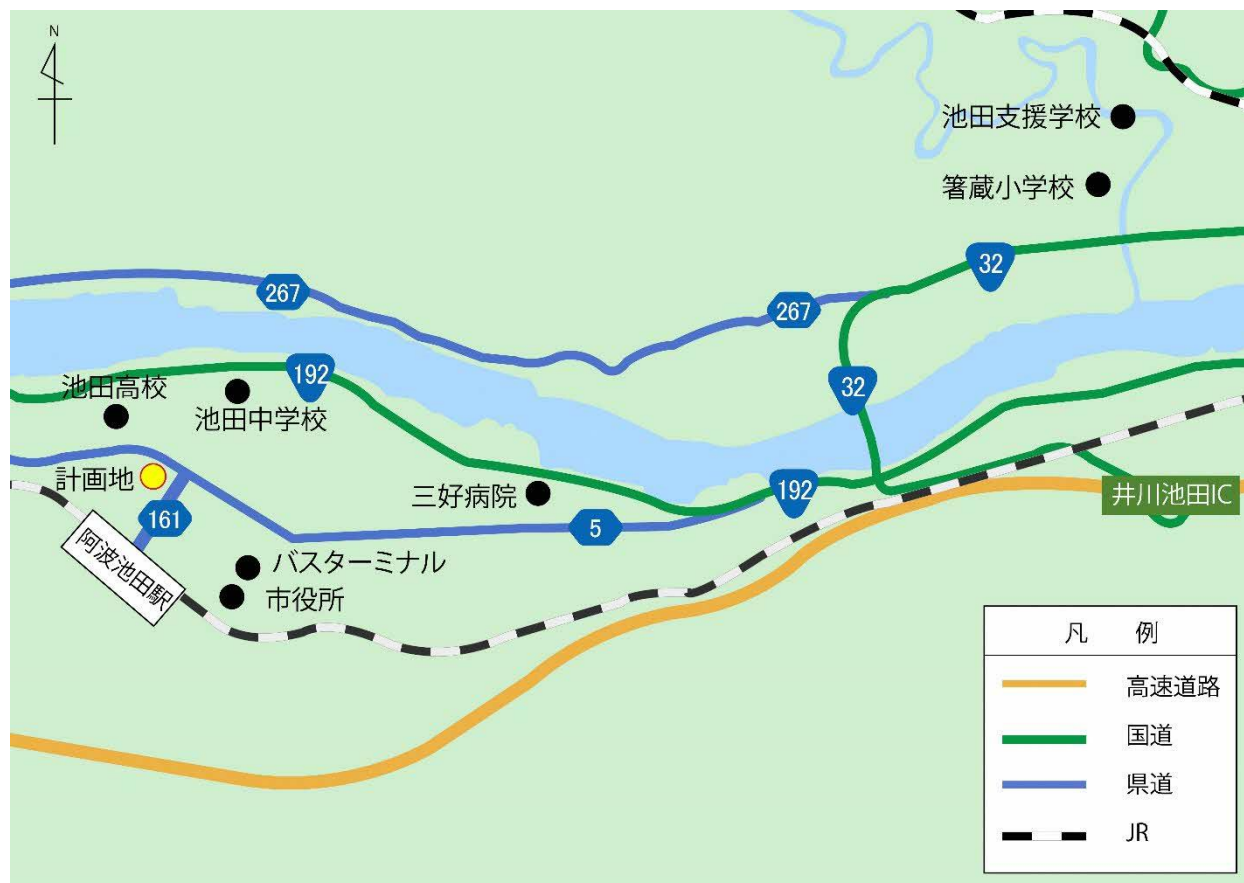 N
池田支援学校
箸蔵小学校
32
267
267
192
32
池田高校
池田中学校
計画地
三好病院
192
井川池田IC
161
5
阿波池田駅
バスターミナル
市役所
凡 例
高速道路
国道
県道
JR